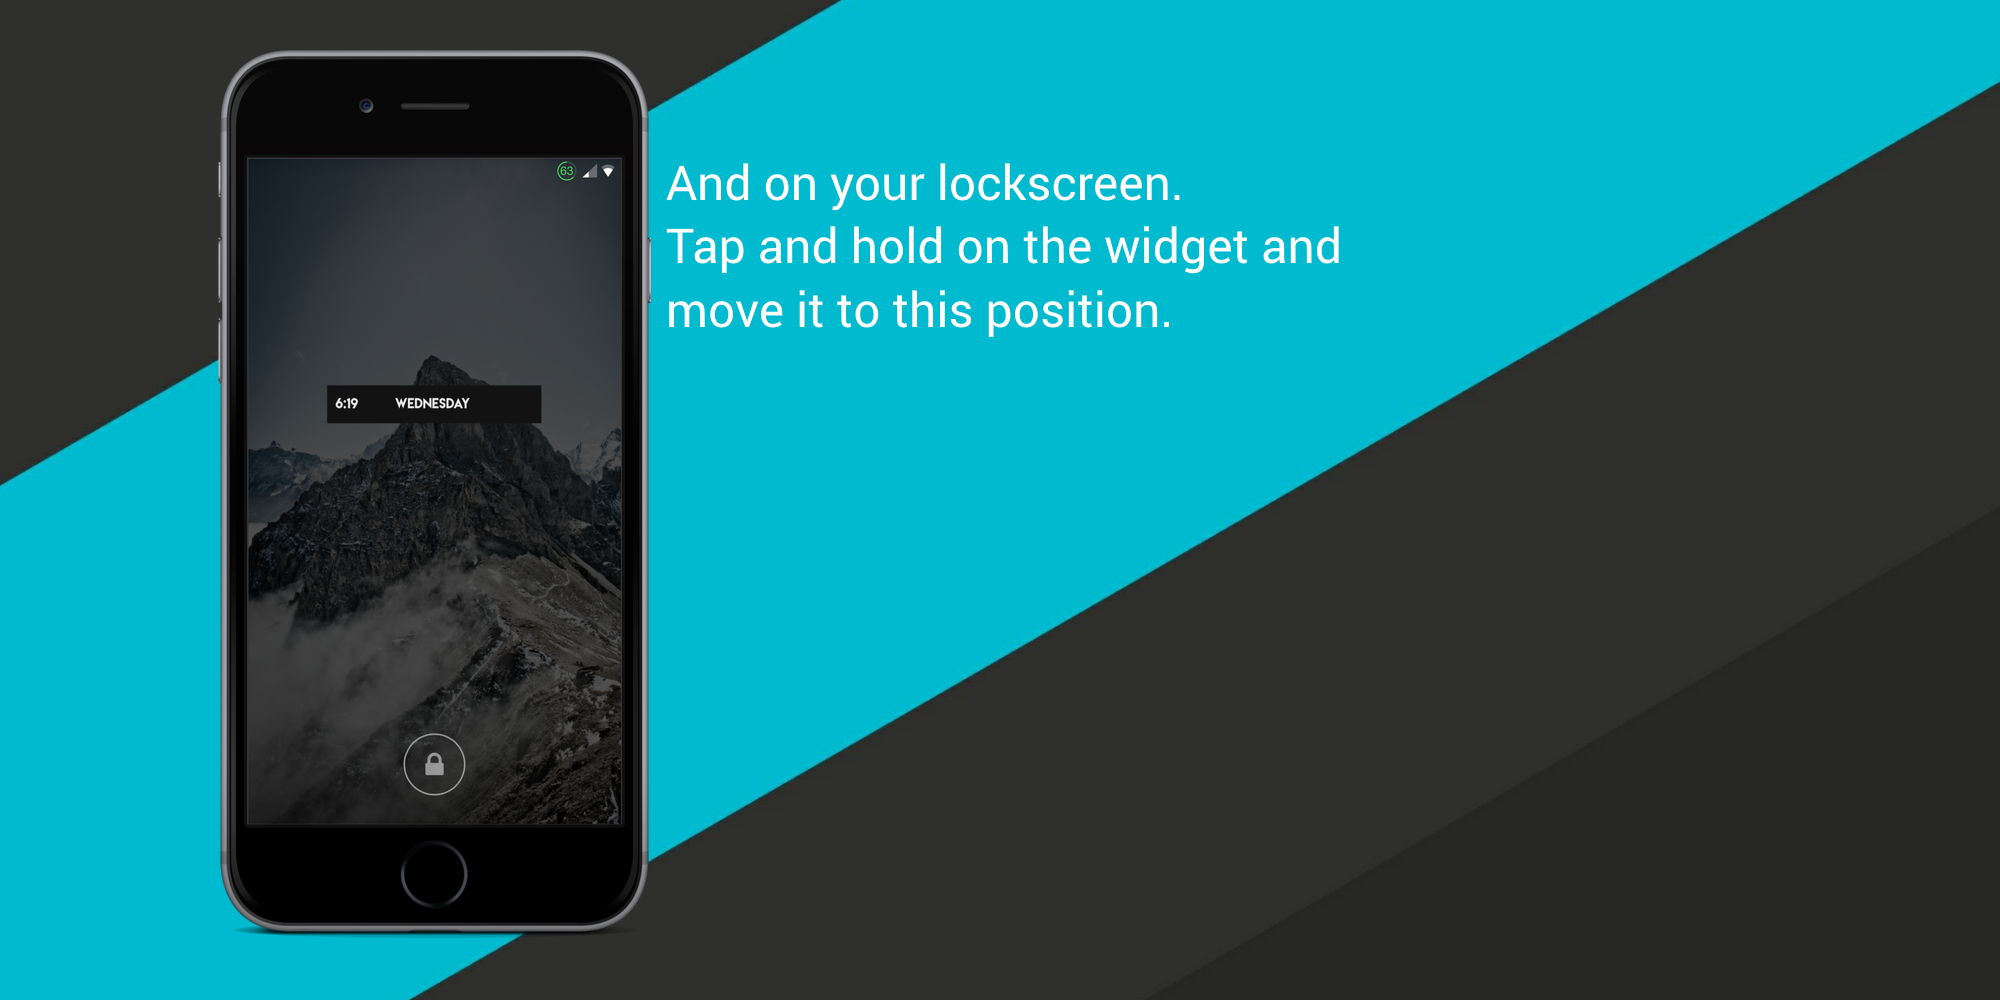 63
And on your lockscreen.
Tap and hold on the widget and
move it to this position.
6:19 WEDNESDAY